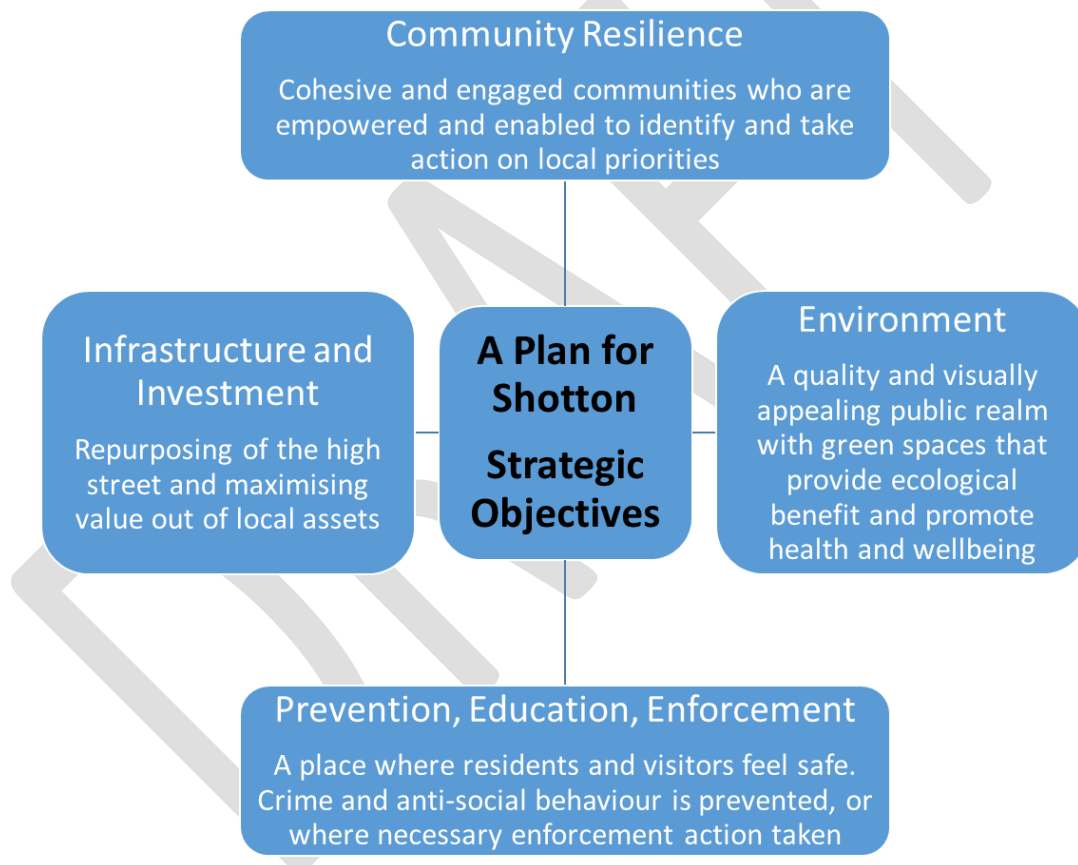 Community Resilience
Cohesive and engaged communities who are
empowered and enabled to identify and take
action on local priorities
Infrastructure and
Investment
Repurposing of the high
street and maximising
value out of local assets
A Plan for
Shotton
Strategic
Objectives
Environment
A quality and visually
appealing public realm
with green spaces that
provide ecological
benefit and promote
health and wellbeing
Prevention, Education, Enforcement
A place where residents and visitors feel safe.
Crime and anti-social behaviour is prevented, or
where necessary enforcement action taken
DRAFT